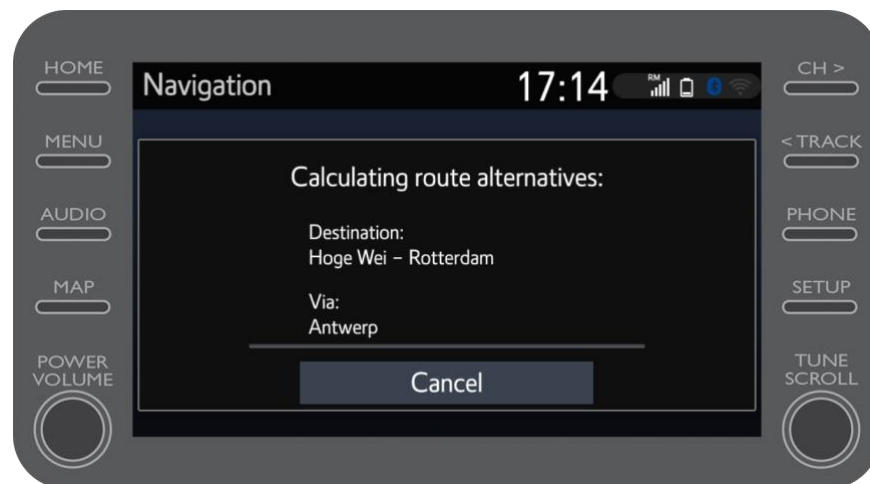 HOME
MENU
AUDIO
MAP
POWER
VOLUME
Navigation
17:14
RM
Calculating route alternatives:
Destination:
Hoge Wei – Rotterdam
Via:
Antwerp
Cancel
CH >
< TRACK
PHONE
SETUP
TUNE
SCROLL